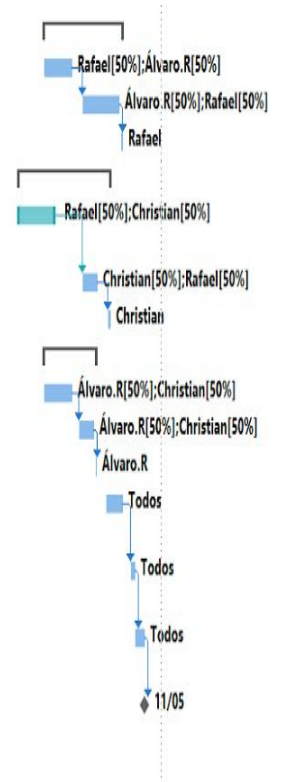 Rafael[50%];Álvaro.R[50%]
Álvaro.R[50%];Rafael[50%]
Rafael
Rafael[50%];Christian[50%]
Christian[50%];Rafael[50%]
Christian
Álvaro.R[50%];Christian[50%]
Álvaro.R[50%];Christian[50%]
Álvaro.R
Todos
Todos
Todos
11/05